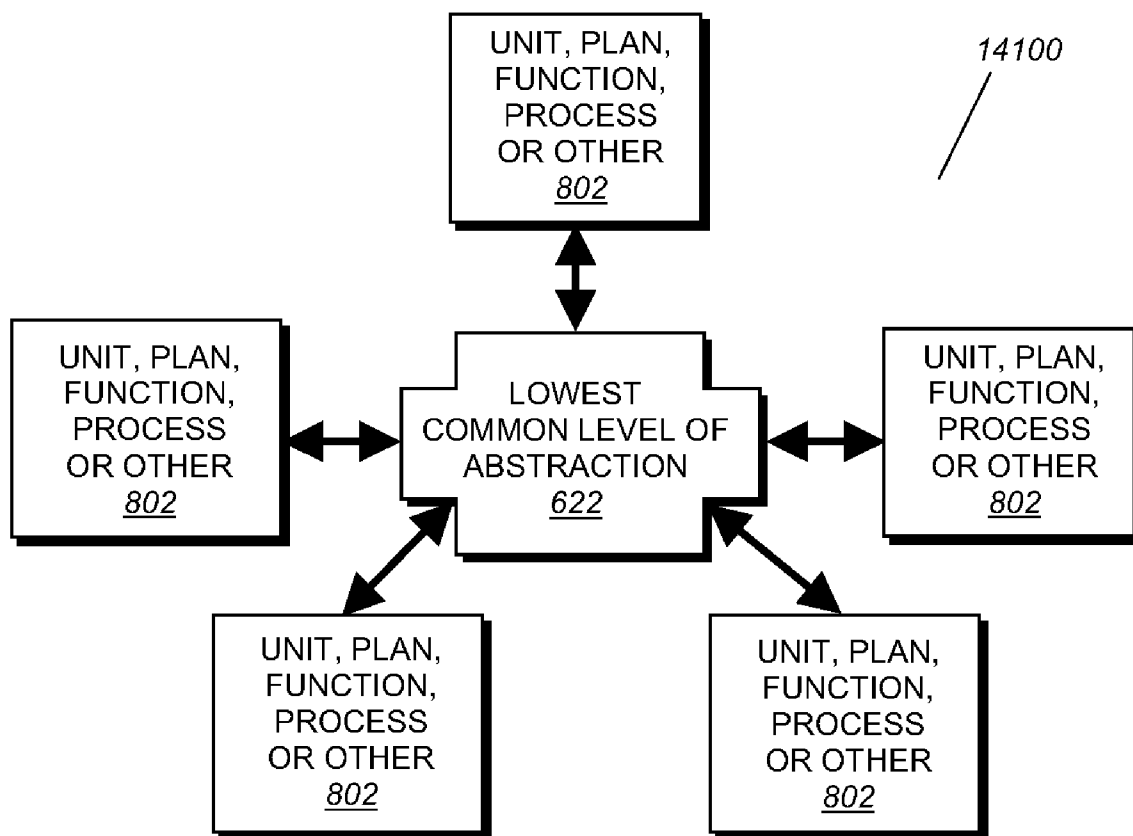 UNIT, PLAN,
FUNCTION,
PROCESS
OR OTHER
802
14100
UNIT, PLAN,
FUNCTION,
PROCESS
OR OTHER
802
LOWEST
COMMON LEVEL OF
ABSTRACTION
622
UNIT, PLAN,
FUNCTION,
PROCESS
OR OTHER
802
UNIT, PLAN,
FUNCTION,
PROCESS
OR OTHER
802
UNIT, PLAN,
FUNCTION,
PROCESS
OR OTHER
802